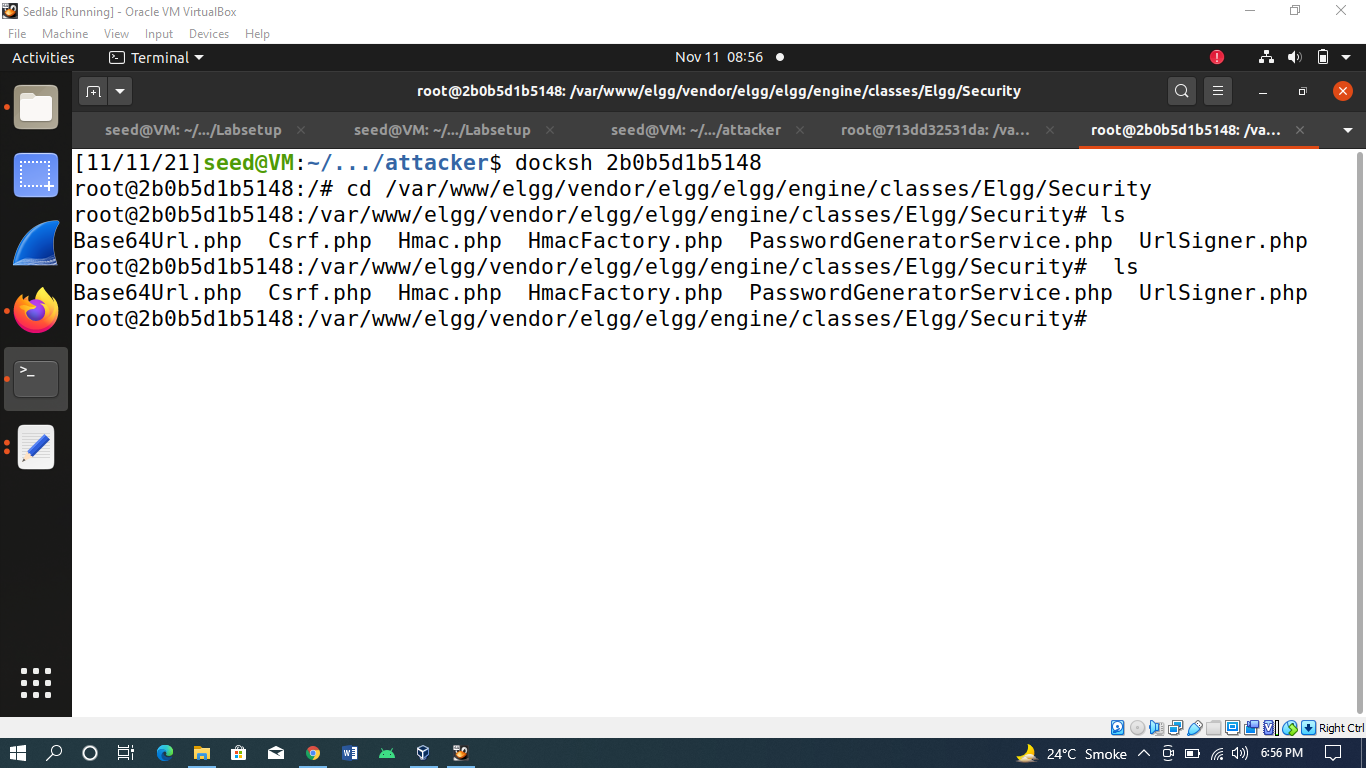 Sedlab [Running] - Oracle VM VirtualBox
File Machine View Input Devices Help
Activities Terminal Nov 11 08:56
root@2b0b5d1b5148: /var/www/elgg/vendor/elgg/elgg/engine/classes/Elgg/Security
seed@VM: ~/.../Labsetup seed@VM: ~/.../Labsetup seed@VM: ~/.../attacker root@713dd32531da: /va... root@2b0b5d1b5148: /va...
[11/11/21]seed@VM:~/.../attacker$ docksh 2b0b5d1b5148
root@2b0b5d1b5148:/# cd /var/www/elgg/vendor/elgg/elgg/engine/classes/Elgg/Security
root@2b0b5d1b5148:/var/www/elgg/vendor/elgg/elgg/engine/classes/Elgg/Security# ls
Base64Url.php  Csrf.php  Hmac.php  HmacFactory.php  PasswordGeneratorService.php  UrlSigner.php
root@2b0b5d1b5148:/var/www/elgg/vendor/elgg/elgg/engine/classes/Elgg/Security#  ls
Base64Url.php  Csrf.php  Hmac.php  HmacFactory.php  PasswordGeneratorService.php  UrlSigner.php
root@2b0b5d1b5148:/var/www/elgg/vendor/elgg/elgg/engine/classes/Elgg/Security#
Right Ctrl
24°C Smoke 6:56 PM